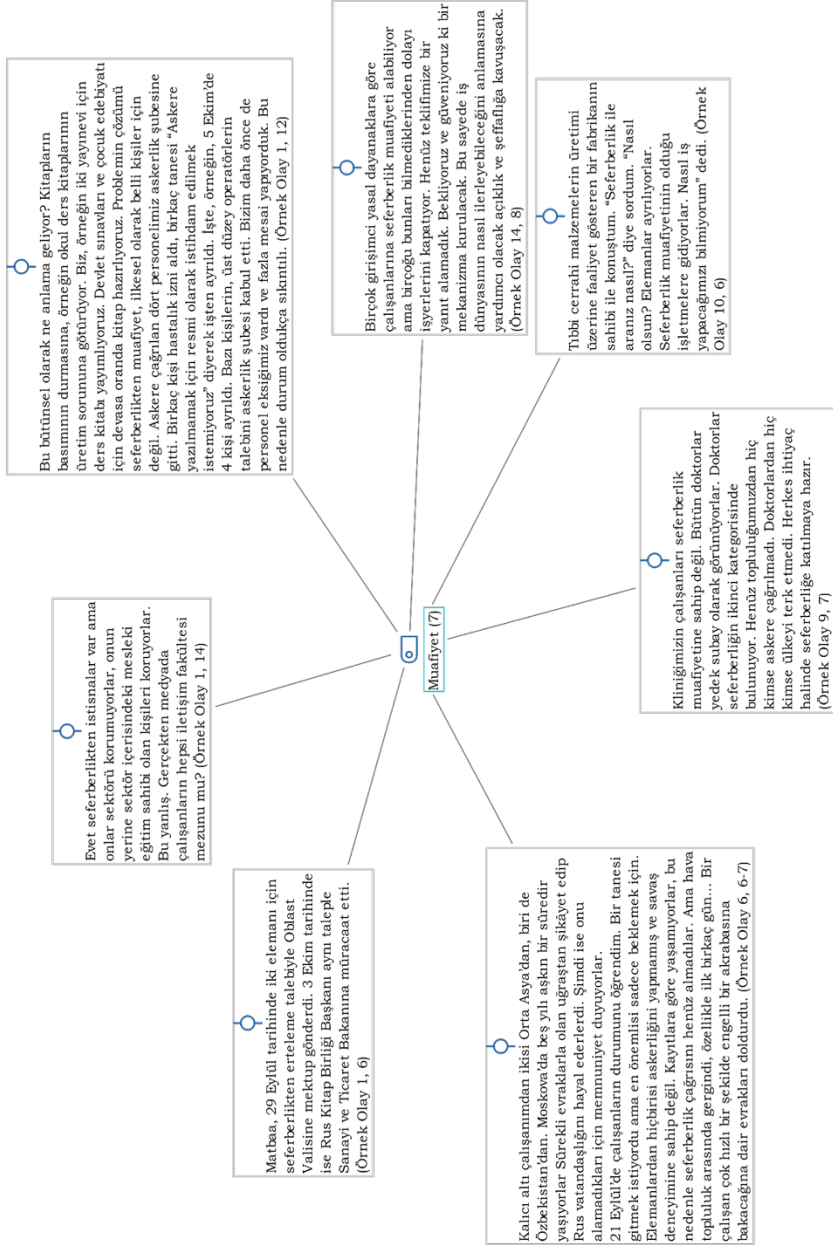 Matbaa, 29 Eylül tarihinde iki elemanı için
seferberlikten erteleme talebiyle Oblast
Valisine mektup gönderdi. 3 Ekim tarihinde
ise Rus Kitap Birliği Başkanı aynı taleple
Sanayi ve Ticaret Bakanına müracaat etti.
(Örnek Olay 1, 6)
Evet seferberlikten istisnalar var ama
onlar sektörü korumuyorlar, onun
yerine sektör içerisindeki mesleki
eğitim sahibi olan kişileri koruyorlar.
Bu yanlış. Gerçekten medyada
çalışanların hepsi iletişim fakültesi
mezunu mu? (Örnek Olay 1, 14)
Bu bütünsel olarak ne anlama geliyor? Kitapların
basımının durmasına, örneğin okul ders kitaplarının
üretim sorununa götürüyor. Biz, örneğin iki yayınevi için
ders kitabı yayımlıyoruz. Devlet sınavları ve çocuk edebiyatı
için devasa oranda kitap hazırlıyoruz. Problemin çözümü
seferberlikten muafiyet, ilkesel olarak belli kişiler için
değil. Askere çağrılan dört personelimiz askerlik şubesine
gitti. Birkaç kişi hastalık izni aldı, birkaç tanesi “Askere
yazılmamak için resmi olarak istihdam edilmek
istemiyoruz” diyerek işten ayrıldı. İşte, örneğin, 5 Ekim’de
4 kişi ayrıldı. Bazı kişilerin, üst düzey operatörlerin
talebini askerlik şubesi kabul etti. Bizim daha önce de
personel eksiğimiz vardı ve fazla mesai yapıyorduk. Bu
nedenle durum oldukça sıkıntılı. (Örnek Olay 1, 12)
Muafiyet (7)
Birçok girişimci yasal dayanaklara göre
çalışanlarına seferberlik muafiyeti alabiliyor
ama birçoğu bunları bilmediklerinden dolayı
işyerlerini kapatıyor. Henüz teklifimize bir
yanıt alamadık. Bekliyoruz ve güveniyoruz ki bir
mekanizma kurulacak. Bu sayede iş
dünyasının nasıl ilerleyebileceğini anlamasına
yardımcı olacak açıklık ve şeffaflığa kavuşacak.
(Örnek Olay 14, 8)
Kalıcı altı çalışanımdan ikisi Orta Asya’dan, biri de
Özbekistan’dan. Moskova’da beş yılı aşkın bir süredir
yaşıyorlar Sürekli evraklarla olan uğraştan şikâyet edip
Rus vatandaşlığını hayal ederlerdi. Şimdi ise onu
alamadıkları için memnuniyet duyuyorlar.
21 Eylül’de çalışanların durumunu öğrendim. Bir tanesi
gitmek istiyordu ama en önemlisi sadece beklemek için.
Elemanlardan hiçbirisi askerliğini yapmamış ve savaş
deneyimine sahip değil. Kayıtlara göre yaşamıyorlar, bu
nedenle seferberlik çağrısını henüz almadılar. Ama hava
topluluk arasında gergindi, özellikle ilk birkaç gün... Bir
çalışan çok hızlı bir şekilde engelli bir akrabasına
bakacağına dair evrakları doldurdu. (Örnek Olay 6, 6-7)
Kliniğimizin çalışanları seferberlik
muafiyetine sahip değil. Bütün doktorlar
yedek subay olarak görünüyorlar. Doktorlar
seferberliğin ikinci kategorisinde
bulunuyor. Henüz topluluğumuzdan hiç
kimse askere çağrılmadı. Doktorlardan hiç
kimse ülkeyi terk etmedi. Herkes ihtiyaç
halinde seferberliğe katılmaya hazır.
(Örnek Olay 9, 7)
Tıbbi cerrahi malzemelerin üretimi
üzerine faaliyet gösteren bir fabrikanın
sahibi ile konuştum. “Seferberlik ile
aranız nasıl?” diye sordum. “Nasıl
olsun? Elemanlar ayrılıyorlar.
Seferberlik muafiyetinin olduğu
işletmelere gidiyorlar. Nasıl iş
yapacağımızı bilmiyorum” dedi. (Örnek
Olay 10, 6)